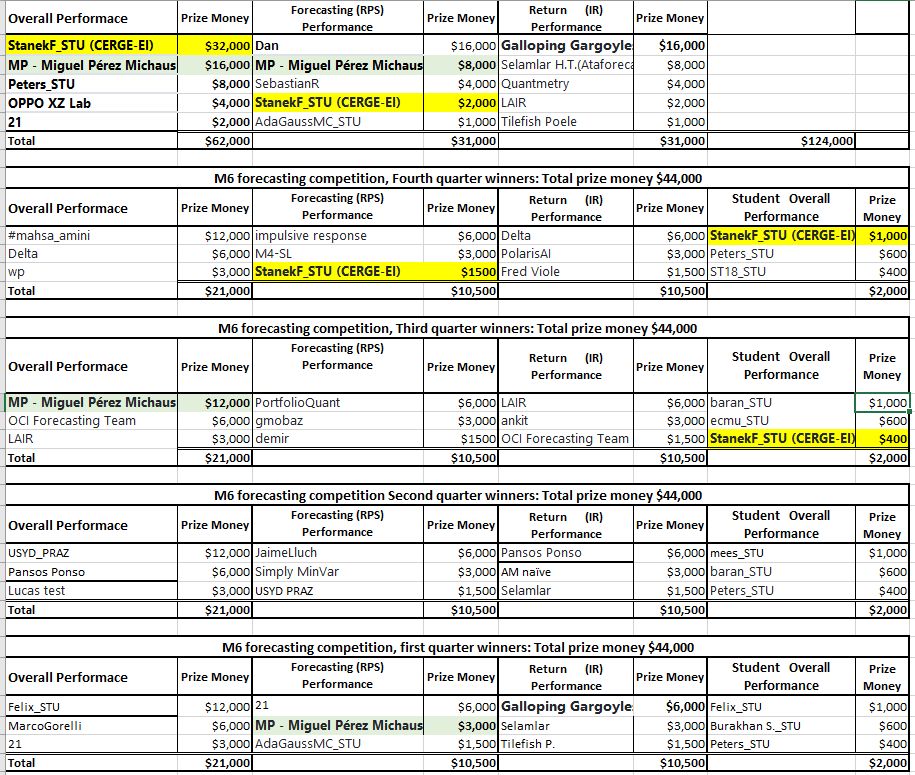 Overall Performace Prize Money Forecasting (RPS) Performance Prize Money Return (IR) Performance Prize Money
StanekF_STU (CERGE-EI) $32,000 Dan $16,000 Galloping Gargoyle $16,000
MP - Miguel Pérez Michaus $16,000 MP - Miguel Pérez Michaus $8,000 Selamlar H.T.(Ataforeca $8,000
Peters_STU $8,000 SebastianR $4,000 Quantmetry $4,000
OPPO XZ Lab $4,000 StanekF_STU (CERGE-EI) $2,000 LAIR $2,000
21 $2,000 AdaGaussMC_STU $1,000 Tilefish Poele $1,000
Total $62,000 $31,000 $31,000 $124,000
M6 forecasting competition, Fourth quarter winners: Total prize money $44,000
Overall Performace Prize Money Forecasting (RPS) Performance Prize Money Return (IR) Performance Prize Money Student Overall Performance Prize Money
#mahsa_amini $12,000 impulsive response $6,000 Delta $6,000 StanekF_STU (CERGE-EI) $1,000
Delta $6,000 M4-SL $3,000 PolarisAI $3,000 Peters_STU $600
wp $3,000 StanekF_STU (CERGE-EI) $1500 Fred Viole $1,500 ST18_STU $400
Total $21,000 $10,500 $10,500 $2,000
M6 forecasting competition, Third quarter winners: Total prize money $44,000
Overall Performace Prize Money Forecasting (RPS) Performance Prize Money Return (IR) Performance Prize Money Student Overall Performance Prize Money
MP - Miguel Pérez Michaus $12,000 PortfolioQuant $6,000 LAIR $6,000 baran_STU $1,000
OCI Forecasting Team $6,000 gmobaz $3,000 ankit $3,000 ecmu_STU $600
LAIR $3,000 demir $1500 OCI Forecasting Team $1,500 StanekF_STU (CERGE-EI) $400
Total $21,000 $10,500 $10,500 $2,000
M6 forecasting competition Second quarter winners: Total prize money $44,000
Overall Performace Prize Money Forecasting (RPS) Performance Prize Money Return (IR) Performance Prize Money Student Overall Performance Prize Money
USYD_PRAZ $12,000 JaimeLluch $6,000 Pansos Ponso $6,000 mees_STU $1,000
Pansos Ponso $6,000 Simply MinVar $3,000 AM naïve $3,000 baran_STU $600
Lucas test $3,000 USYD PRAZ $1,500 Selamlar $1,500 Peters_STU $400
Total $21,000 $10,500 $10,500 $2,000
M6 forecasting competition, first quarter winners: Total prize money $44,000
Overall Performace Prize Money Forecasting (RPS) Performance Prize Money Return (IR) Performance Prize Money Student Overall Performance Prize Money
Felix_STU $12,000 21 $6,000 Galloping Gargoyle $6,000 Felix_STU $1,000
MarcoGorelli $6,000 MP - Miguel Pérez Michaus $3,000 Selamlar $3,000 Burakhan S._STU $600
21 $3,000 AdaGaussMC_STU $1,500 Tilefish P. $1,500 Peters_STU $400
Total $21,000 $10,500 $10,500 $2,000